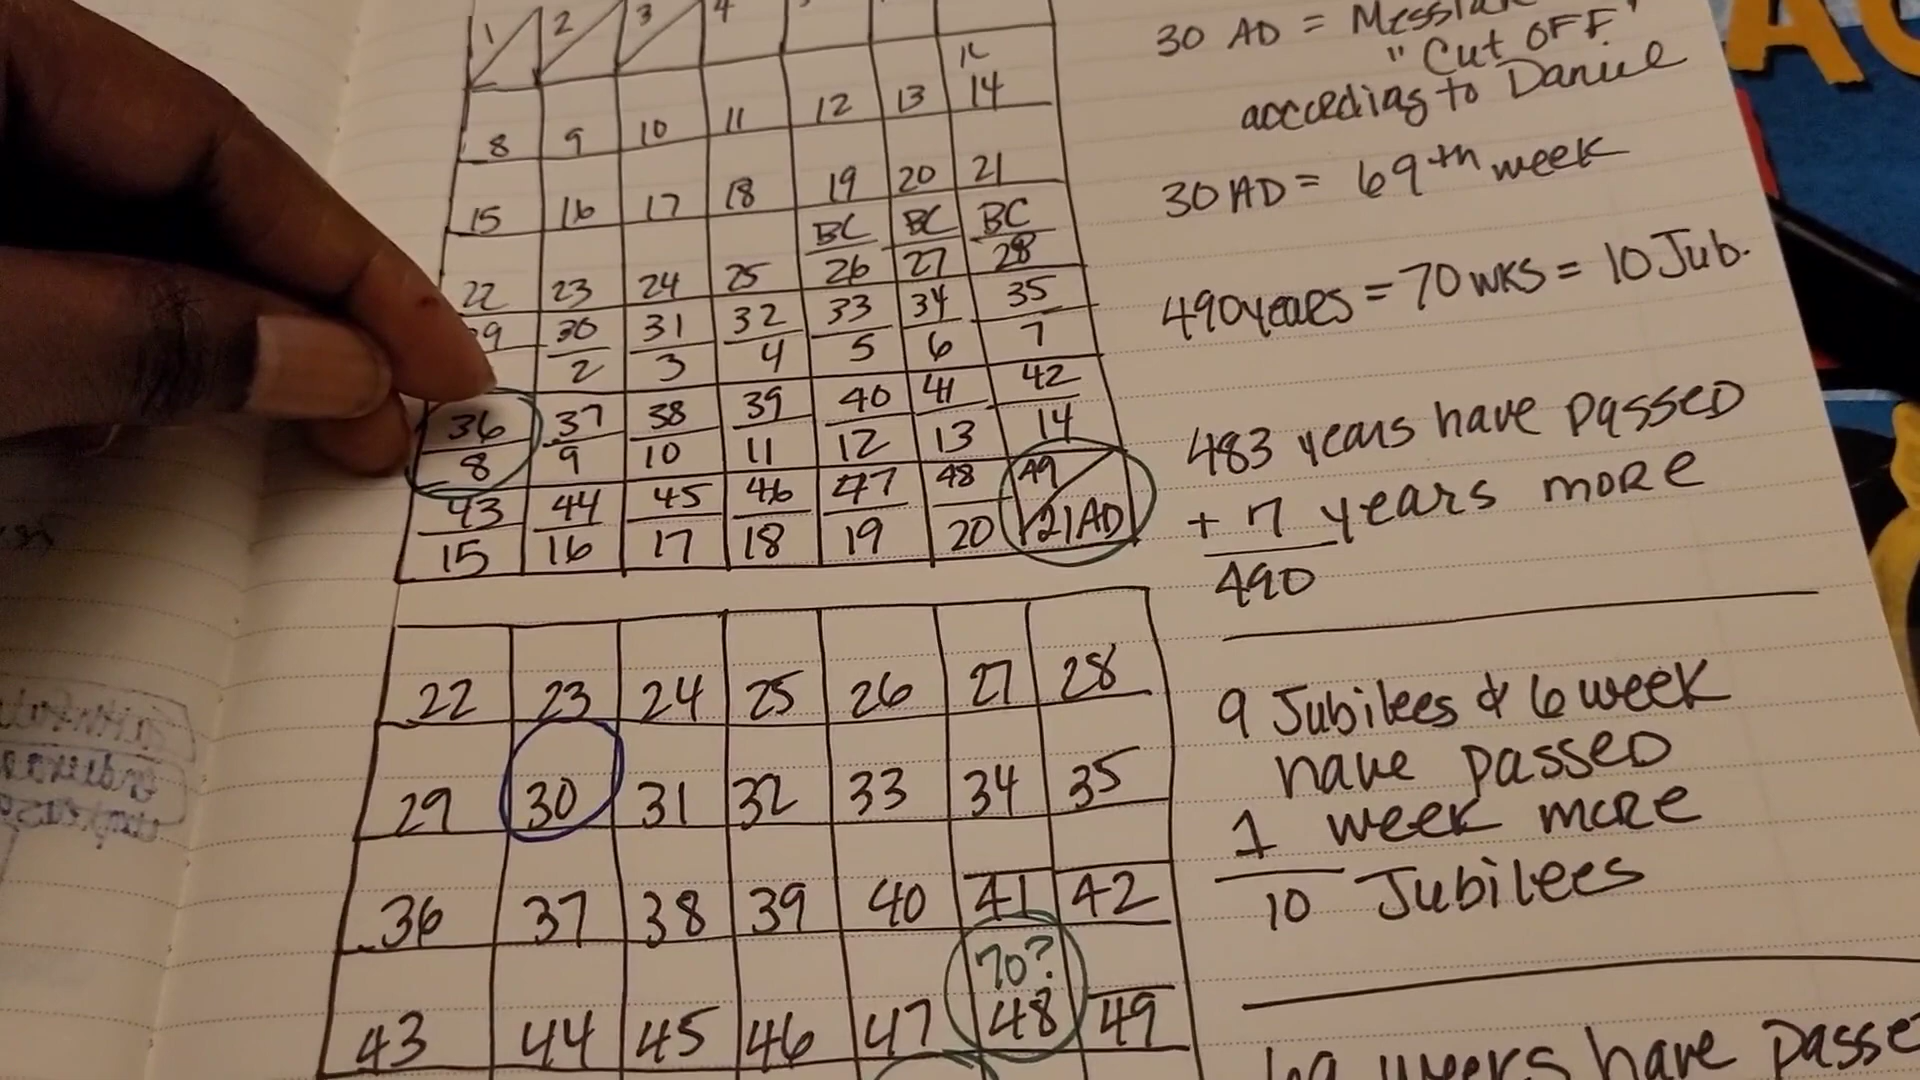 1 2 3 4
8 9 10 11 12 13 14
15 16 17 18 19 20 21
BC BC BC
22 23 24 25 26 27 28
30 31 32 33 34 35
2 3 4 5 6 7
36 37 38 39 40 41 42
8 9 10 11 12 13 14
43 44 45 46 47 48 49
15 16 17 18 19 20 21AD
22 23 24 25 26 27 28
29 30 31 32 33 34 35
36 37 38 39 40 41 42
70?
43 44 45 46 47 48 49
30 AD = Messiah
"Cut OFF"
according to Daniel
30 AD = 69th week
490years = 70 wks = 10 Jub.
483 years have passed
+ 7 years more
490
9 Jubilees & 6 week
have passed
1 week more
10 Jubilees
69 weeks have passe